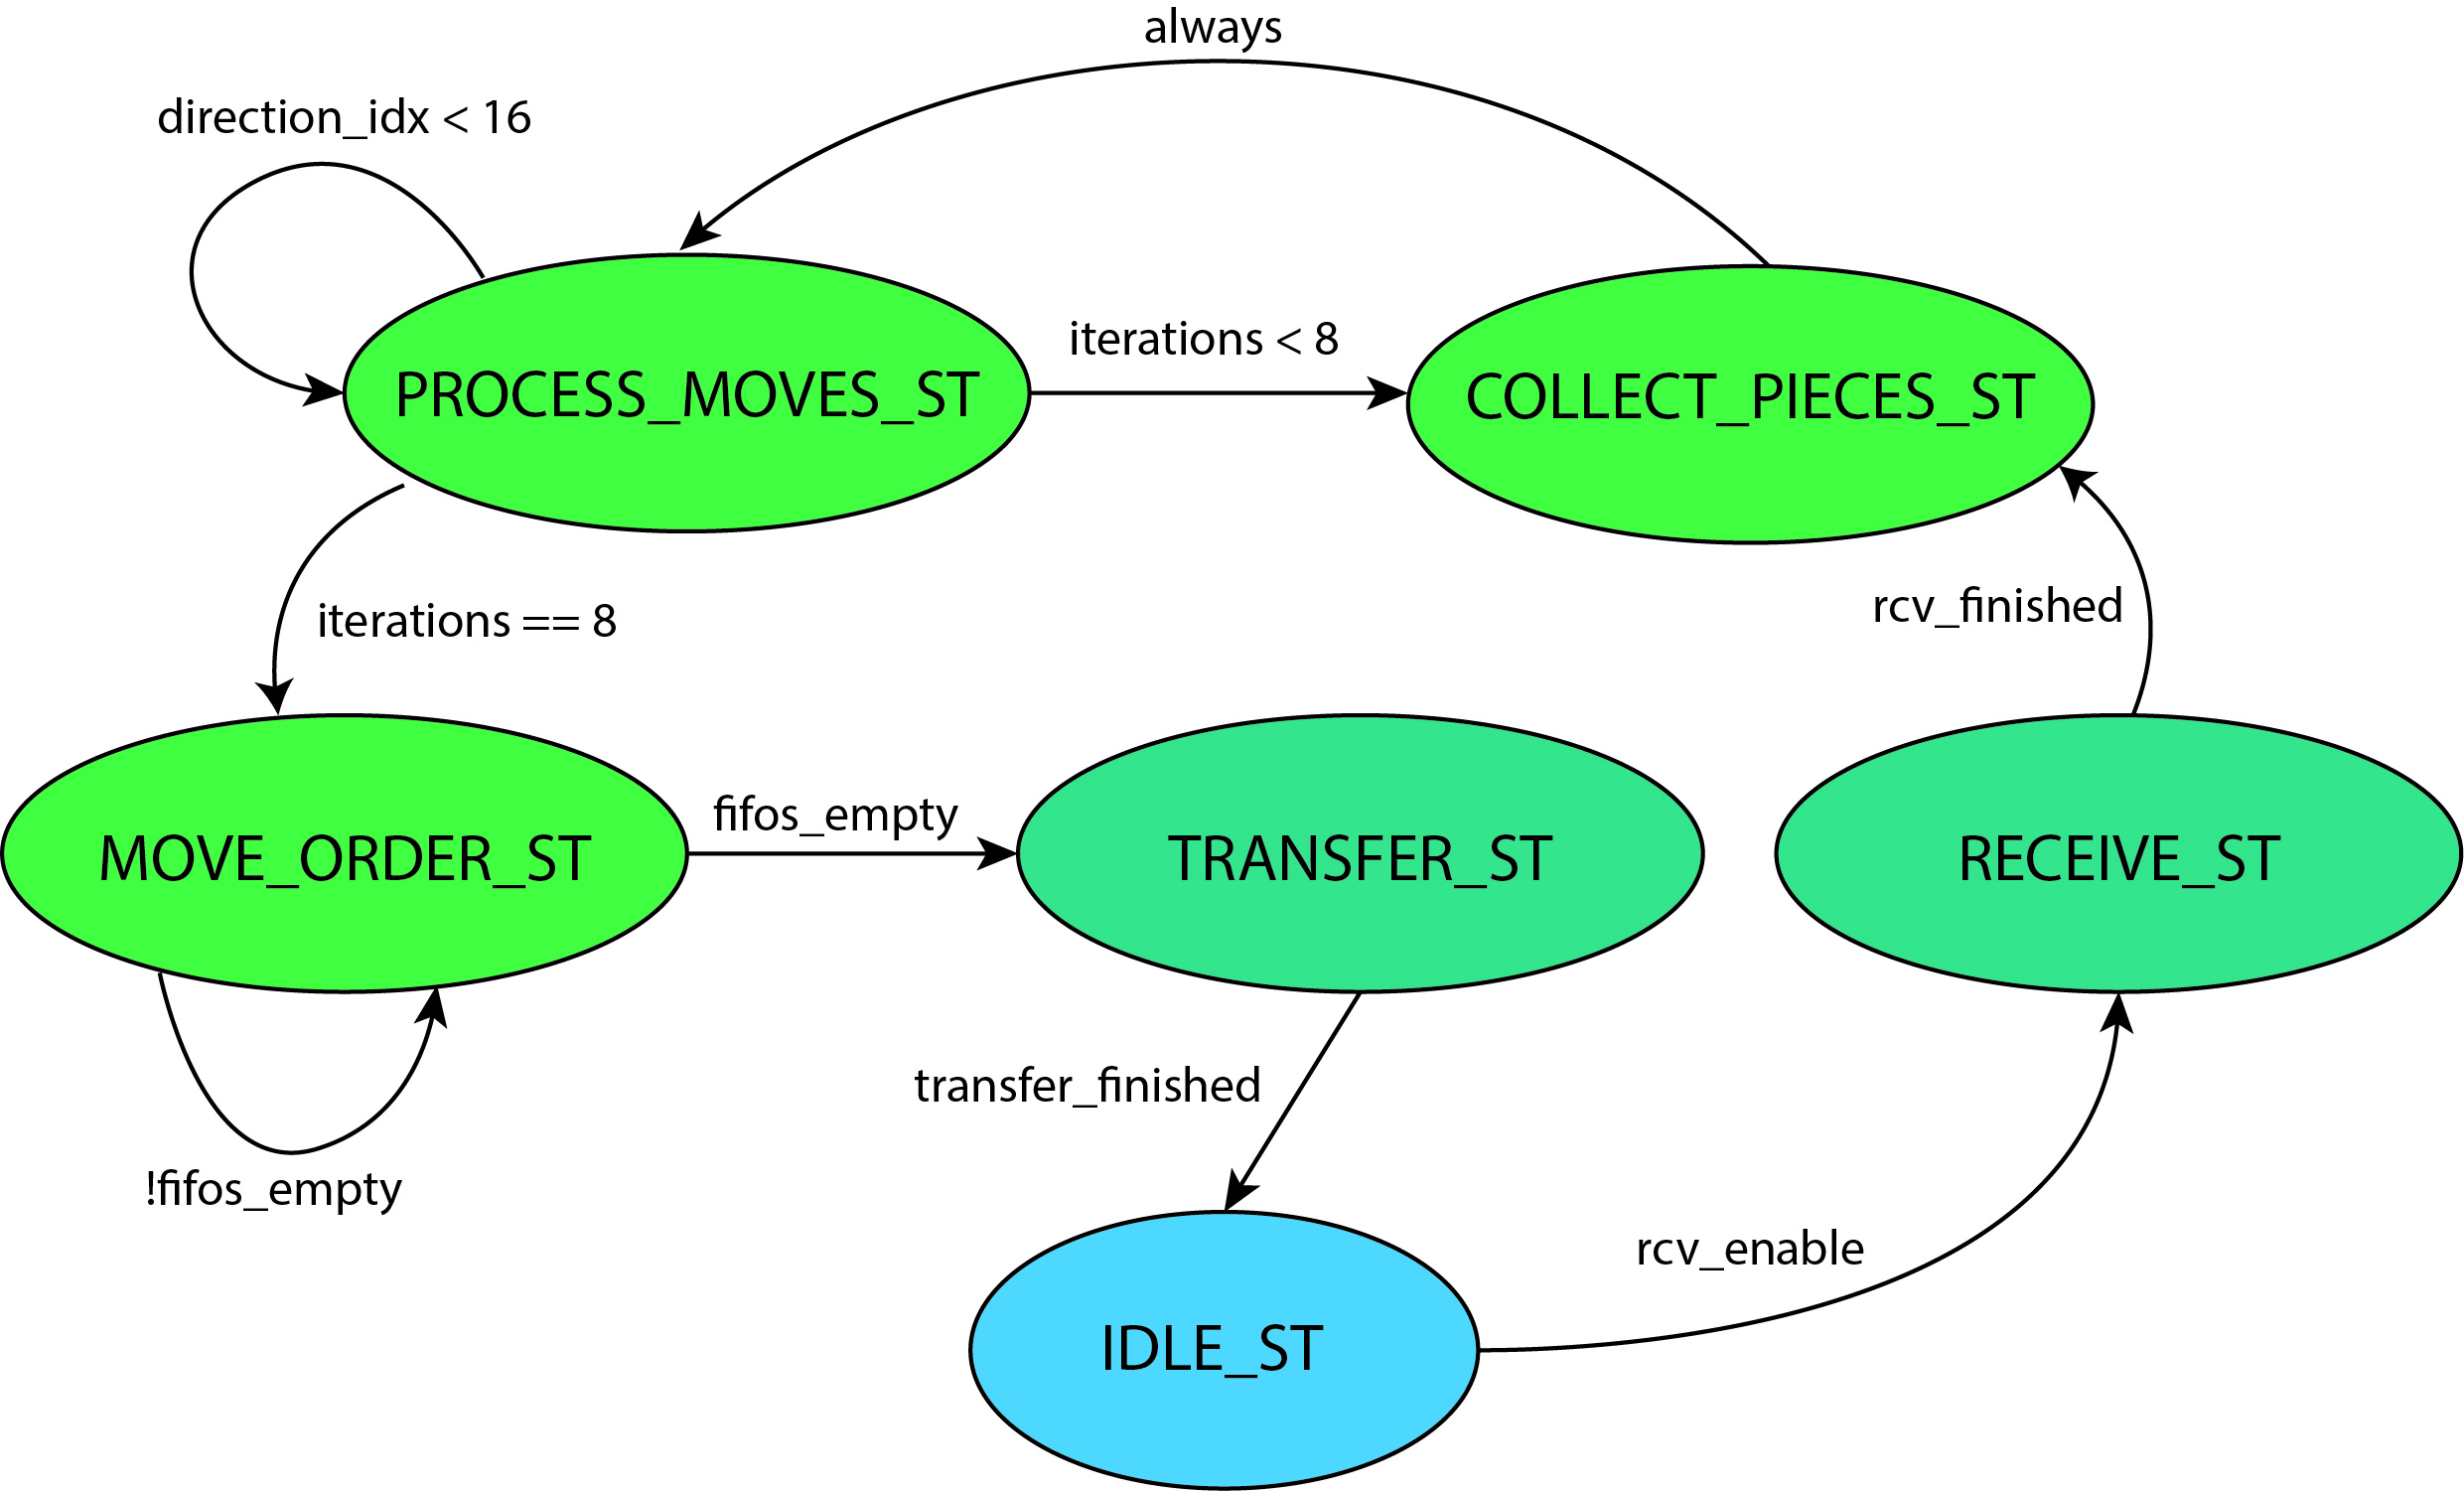 always
direction_idx < 16
iterations < 8
PROCESS_MOVES_ST
COLLECT_PIECES_ST
iterations == 8
rcv_finished
fifos_empty
MOVE_ORDER_ST
TRANSFER_ST
RECEIVE_ST
transfer_finished
!fifos_empty
rcv_enable
IDLE_ST